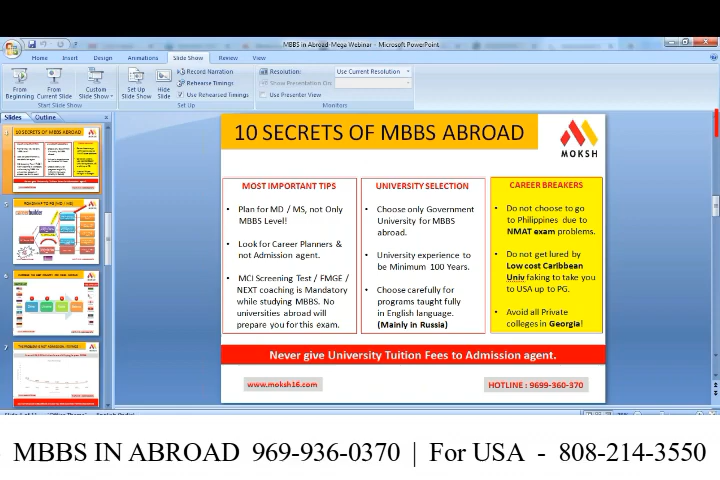 MBBS in Abroad-Mega Webinar - Microsoft PowerPoint
Home Insert Design Animations Slide Show Review View
From Beginning
From Current Slide
Custom Slide Show
Start Slide Show
Set Up Slide Show
Hide Slide
Record Narration
Rehearse Timings
Use Rehearsed Timings
Set Up
Resolution: Use Current Resolution
Show Presentation On:
Use Presenter View
Monitors
Slides Outline
10 SECRETS OF MBBS ABROAD
5
6
7
10 SECRETS OF MBBS ABROAD
MOKSH
MOST IMPORTANT TIPS
• Plan for MD / MS, not Only
MBBS Level!
• Look for Career Planners &
not Admission agent.
• MCI Screening Test / FMGE /
NEXT coaching is Mandatory
while studying MBBS. No
universities abroad will
prepare you for this exam.
UNIVERSITY SELECTION
• Choose only Government
University for MBBS
abroad.
• University experience to
be Minimum 100 Years.
• Choose carefully for
programs taught fully
in English language.
(Mainly in Russia)
CAREER BREAKERS
• Do not choose to go
to Philippines due to
NMAT exam problems.
• Do not get lured by
Low cost Caribbean
Univ faking to take you
to USA up to PG.
• Avoid all Private
colleges in Georgia!
Never give University Tuition Fees to Admission agent.
www.moksh16.com
HOTLINE : 9699-360-370
MBBS IN ABROAD 969-936-0370 | For USA - 808-214-3550